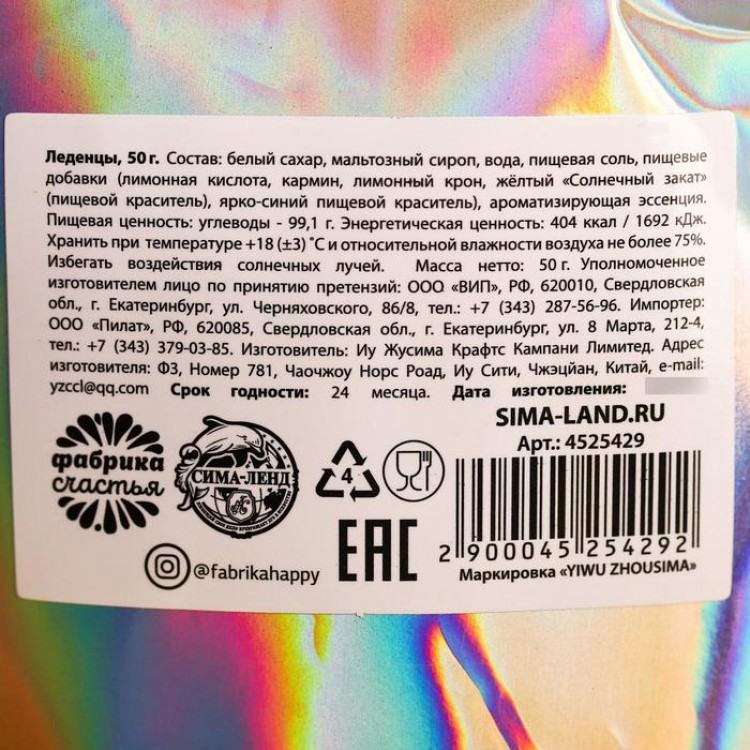 Леденцы, 50 г. Состав: белый сахар, мальтозный сироп, вода, пищевая соль, пищевые
добавки (лимонная кислота, кармин, лимонный крон, жёлтый «Солнечный закат»
(пищевой краситель), ярко-синий пищевой краситель), ароматизирующая эссенция.
Пищевая ценность: углеводы - 99,1 г. Энергетическая ценность: 404 ккал / 1692 кДж.
Хранить при температуре +18 (±3) °С и относительной влажности воздуха не более 75%.
Избегать воздействия солнечных лучей. Масса нетто: 50 г. Уполномоченное
изготовителем лицо по принятию претензий: ООО «ВИП», РФ, 620010, Свердловская
обл., г. Екатеринбург, ул. Черняховского, 86/8, тел.: +7 (343) 287-56-96. Импортер:
ООО «Пилат», РФ, 620085, Свердловская обл., г. Екатеринбург, ул. 8 Марта, 212-4,
тел.: +7 (343) 379-03-85. Изготовитель: Иу Жусима Крафтс Кампани Лимитед. Адрес
изготовителя: Ф3, Номер 781, Чаочжоу Норс Роад, Иу Сити, Чжэцзян, Китай, e-mail:
yzccl@qq.com Срок годности: 24 месяца. Дата изготовления:
SIMA-LAND.RU
Арт.: 4525429
фабрика
счастья
СИМА-ЛЕНД
4
EAC
2 900045 254292
@fabrikahappy
Маркировка «YIWU ZHOUSIMA»